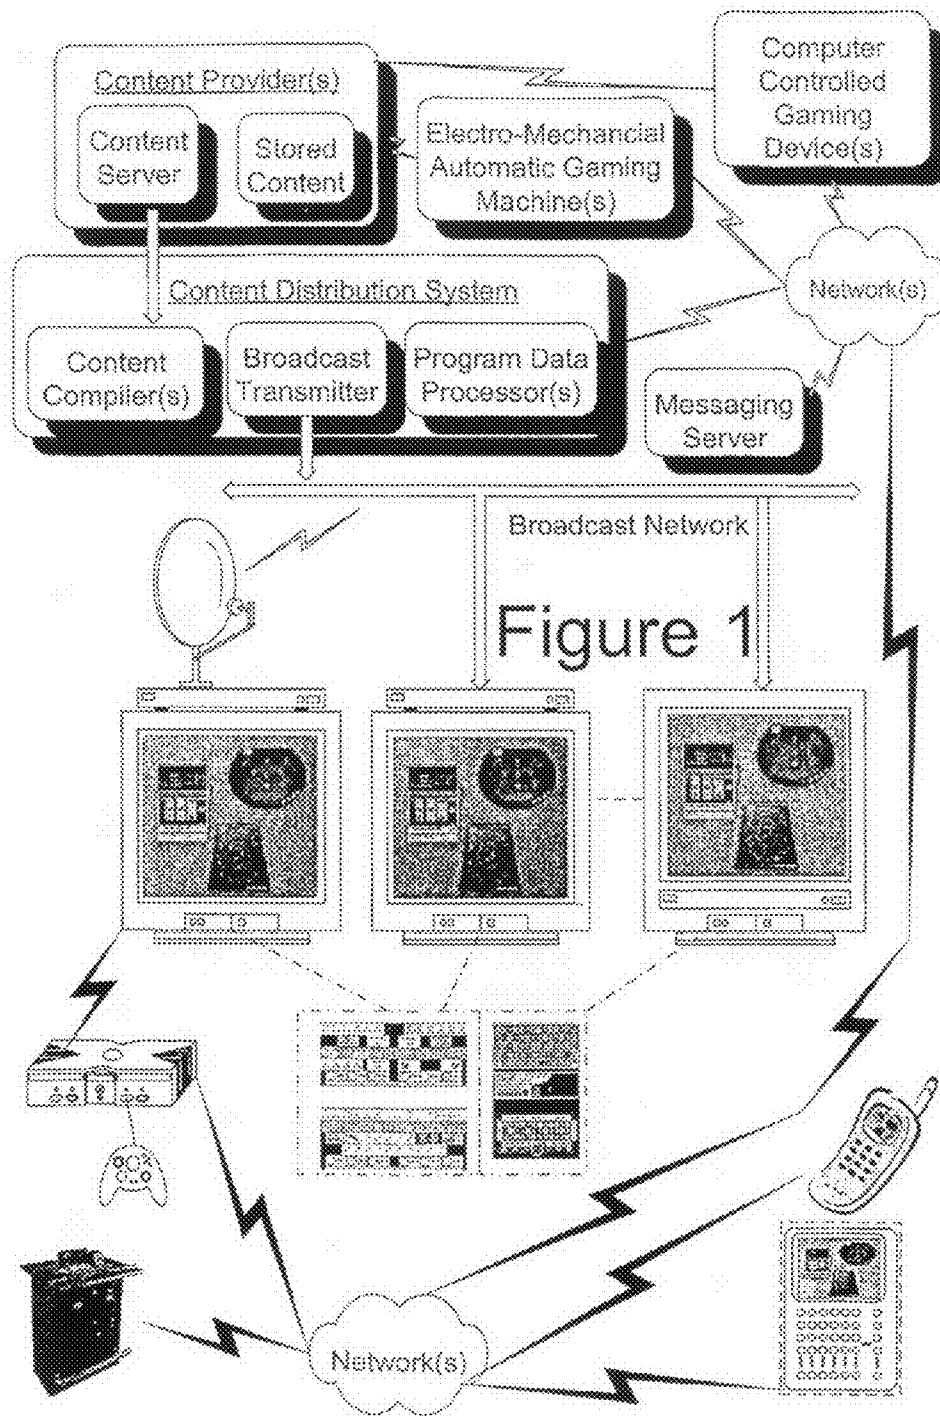 Content Provider(s)
Content
Server
Stored
Content
Electro-Mechancial
Automatic Gaming
Machine(s)
Computer
Controlled
Gaming
Device(s)
Network(s)
Content Distribution System
Content
Compiler(s)
Broadcast
Transmitter
Program Data
Processor(s)
Messaging
Server
Broadcast Network
Figure 1
Network(s)